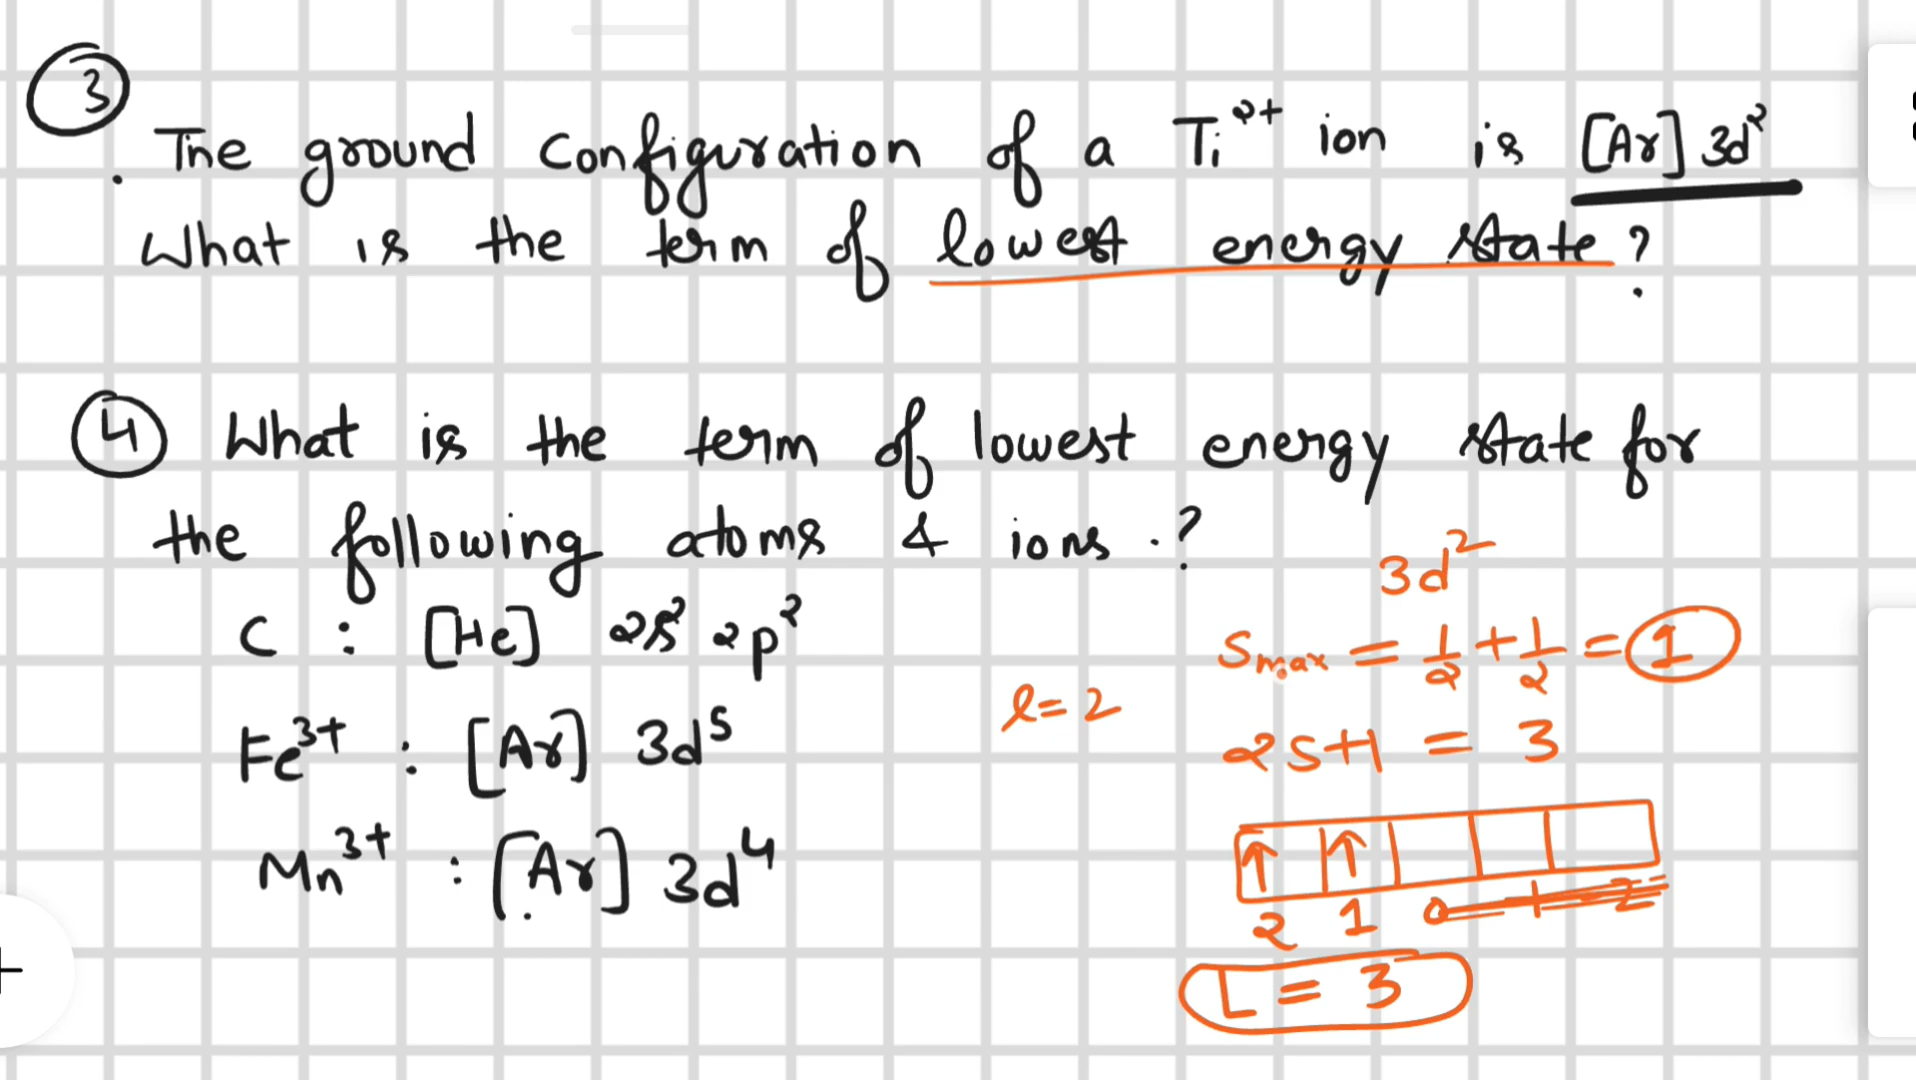 3
The ground configuration of a Ti²⁺ ion is [Ar] 3d²
What is the term of lowest energy state?
4 What is the term of lowest energy state for
the following atoms & ions.?
C : [He] 2s² 2p²
Fe³⁺ : [Ar] 3d⁵
Mn³⁺ : [Ar] 3d⁴
3d²
Smax = 1/2 + 1/2 = 1
l = 2
2S+1 = 3
↑ ↑
2 1 0 -1 -2
L = 3